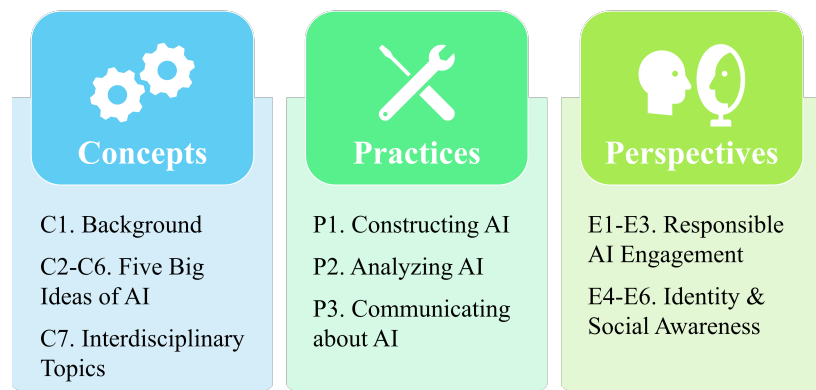 Concepts
C1. Background
C2-C6. Five Big
Ideas of AI
C7. Interdisciplinary
Topics
Practices
P1. Constructing AI
P2. Analyzing AI
P3. Communicating
about AI
Perspectives
E1-E3. Responsible
AI Engagement
E4-E6. Identity &
Social Awareness